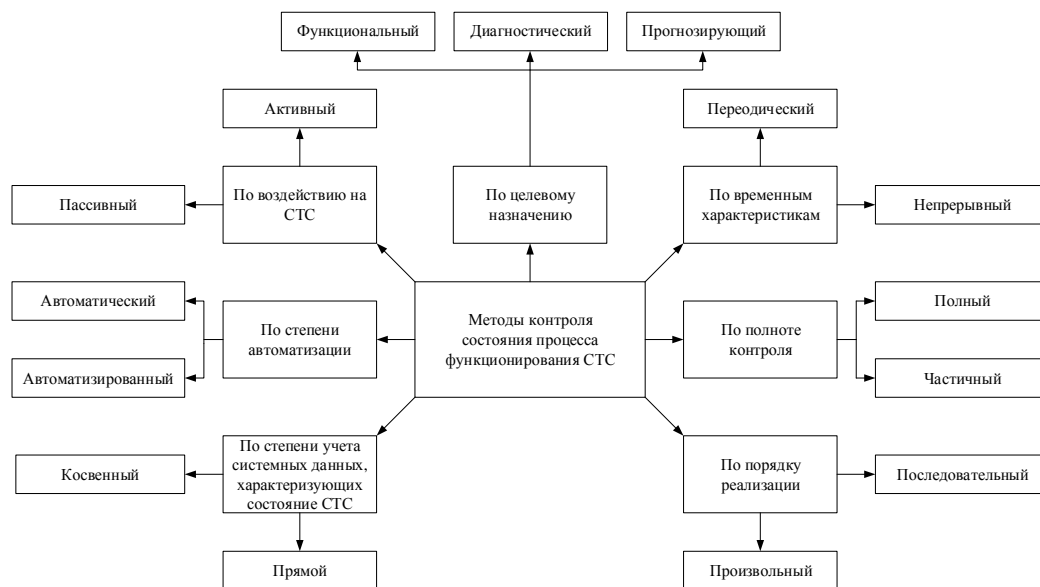 Функциональный
Диагностический
Прогнозирующий
Активный
Переодический
По воздействию на
СТС
По целевому
назначению
По временным
характеристикам
Пассивный
Непрерывный
Автоматический
Автоматизированный
По степени
автоматизации
Методы контроля
состояния процесса
функционирования СТС
По полноте
контроля
Полный
Частичный
Косвенный
По степени учета
системных данных,
характеризующих
состояние СТС
По порядку
реализации
Последовательный
Прямой
Произвольный